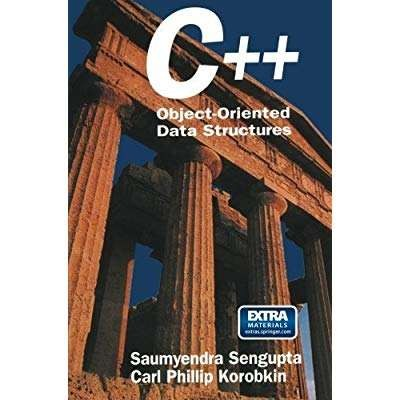 C++
Object-Oriented
Data Structures
EXTRA
MATERIALS
extras.springer.com
Saumyendra Sengupta
Carl Phillip Korobkin